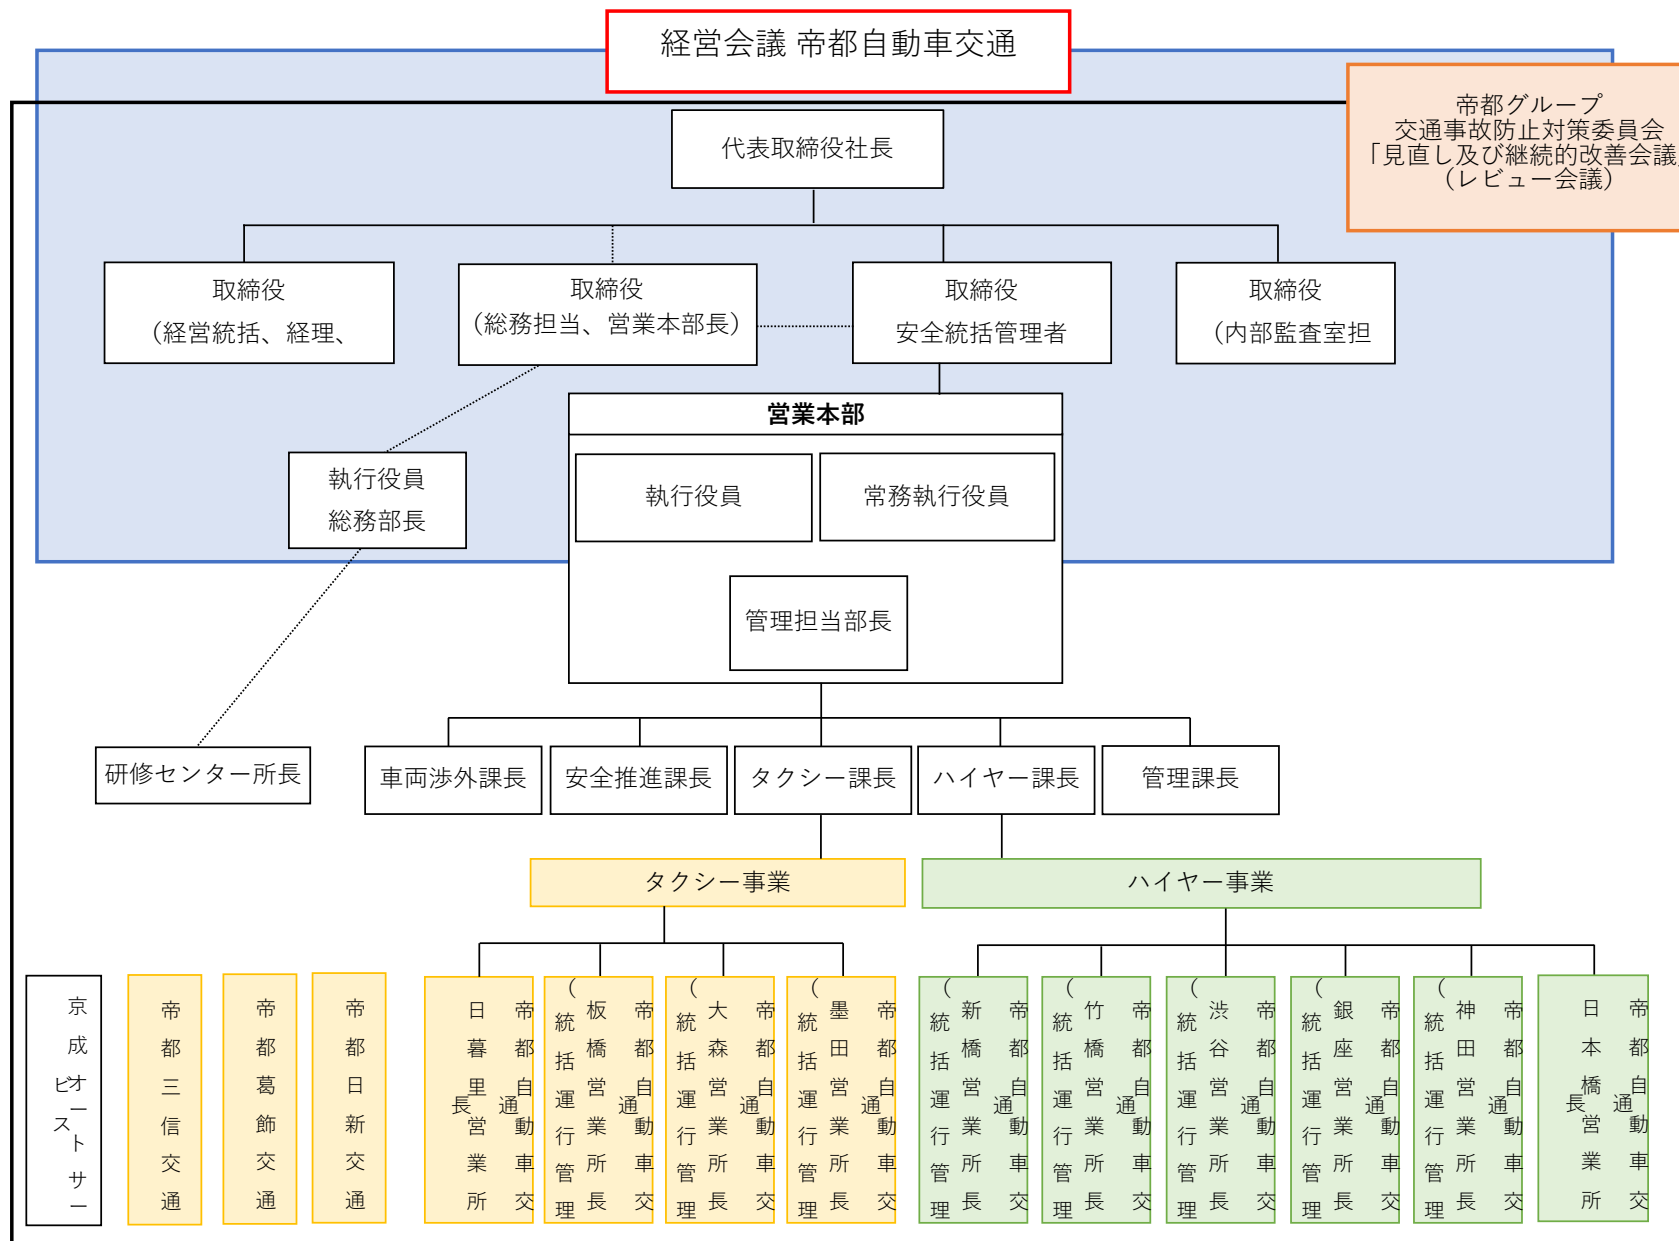 経営会議 帝都自動車交通
帝都グループ
交通事故防止対策委員会
「見直し及び継続的改善会議」
（レビュー会議）
代表取締役社長
取締役
（経営統括、経理、
取締役
（総務担当、営業本部長）
取締役
安全統括管理者
取締役
（内部監査室担
営業本部
執行役員
総務部長
執行役員
常務執行役員
管理担当部長
研修センター所長
車両渉外課長
安全推進課長
タクシー課長
ハイヤー課長
管理課長
タクシー事業
ハイヤー事業
京成オートサー
ビス
帝都三信交通
帝都葛飾交通
帝都日新交通
帝都自動車交
通
日暮里営業所
長
帝都自動車交
通
板橋営業所長
（統括運行管理
帝都自動車交
通
大森営業所長
（統括運行管理
帝都自動車交
通
墨田営業所長
（統括運行管理
帝都自動車交
通
新橋営業所長
（統括運行管理
帝都自動車交
通
竹橋営業所長
（統括運行管理
帝都自動車交
通
渋谷営業所長
（統括運行管理
帝都自動車交
通
銀座営業所長
（統括運行管理
帝都自動車交
通
神田営業所長
（統括運行管理
帝都自動車交
通
日本橋営業所
長